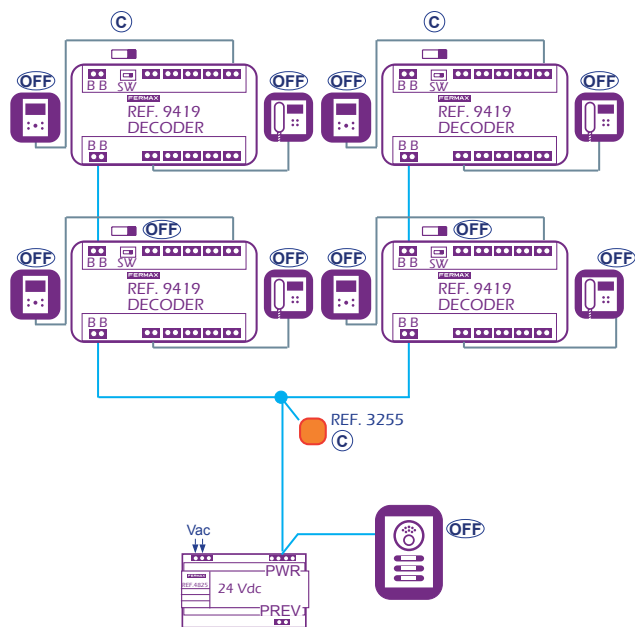 C C
OFF OFF OFF OFF
B B SW B B SW
FERMAX FERMAX
REF. 9419 REF. 9419
DECODER DECODER
B B B B
OFF OFF
OFF OFF OFF OFF
B B SW B B SW
FERMAX FERMAX
REF. 9419 REF. 9419
DECODER DECODER
B B B B
REF. 3255
C
Vac OFF
PWR
FERMAX
REF.4825 24 Vdc
PREV